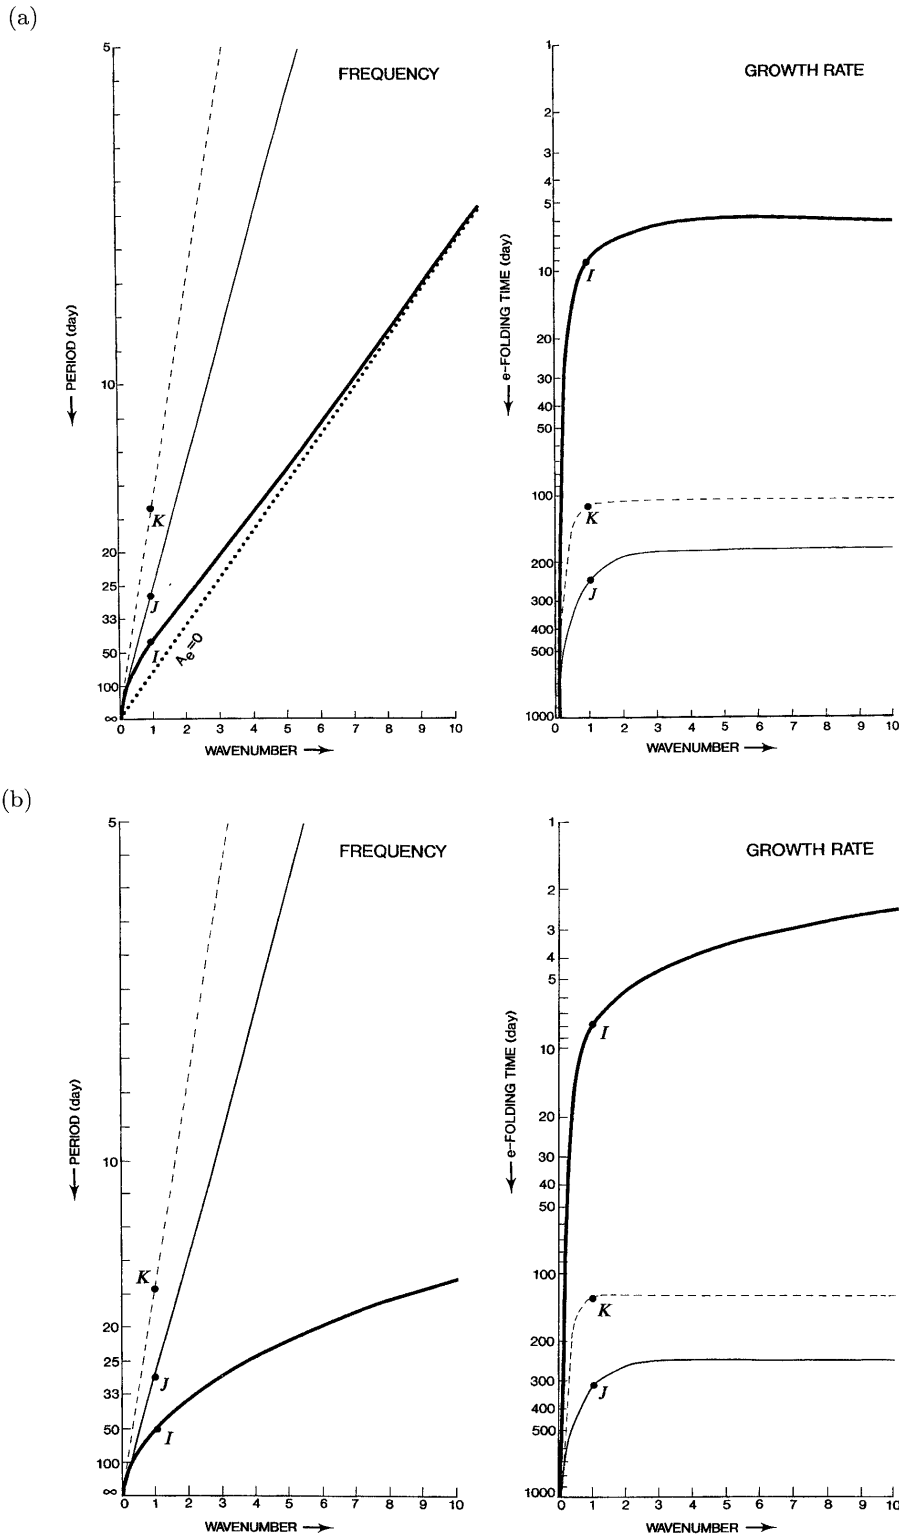 (a)
FREQUENCY
PERIOD (day)
5
10
20
25
33
50
100
∞
K
J
I
A_e=0
0 1 2 3 4 5 6 7 8 9 10
WAVENUMBER
GROWTH RATE
e-FOLDING TIME (day)
1
2
3
4
5
10
20
30
40
50
100
200
300
400
500
1000
I
K
J
0 1 2 3 4 5 6 7 8 9 10
WAVENUMBER
(b)
FREQUENCY
PERIOD (day)
5
10
20
25
33
50
100
∞
K
J
I
0 1 2 3 4 5 6 7 8 9 10
WAVENUMBER
GROWTH RATE
e-FOLDING TIME (day)
1
2
3
4
5
10
20
30
40
50
100
200
300
400
500
1000
I
K
J
0 1 2 3 4 5 6 7 8 9 10
WAVENUMBER